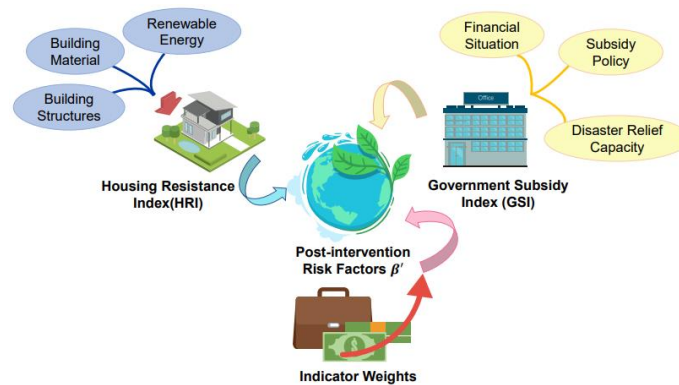 Renewable
Energy
Building
Material
Building
Structures
Housing Resistance
Index(HRI)
Financial
Situation
Subsidy
Policy
Office
Disaster Relief
Capacity
Government Subsidy
Index (GSI)
Post-intervention
Risk Factors β′
$
Indicator Weights